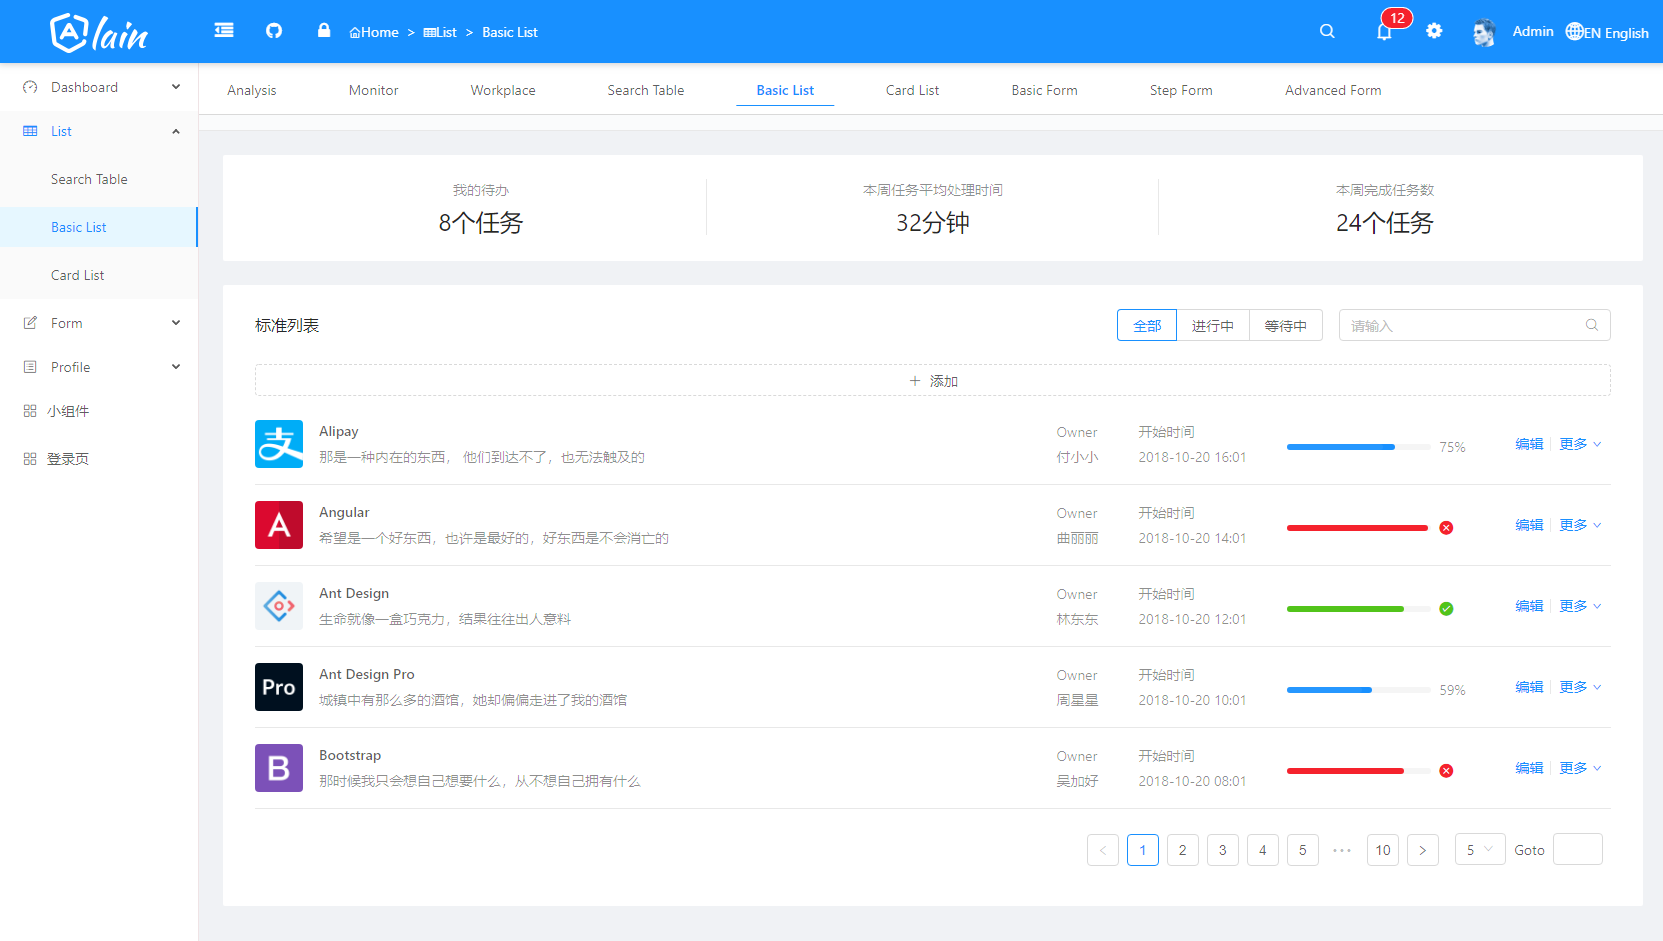 Alain
Home > List > Basic List
12
Admin
EN English
Dashboard
List
Search Table
Basic List
Card List
Form
Profile
小组件
登录页
Analysis
Monitor
Workplace
Search Table
Basic List
Card List
Basic Form
Step Form
Advanced Form
我的待办
8个任务
本周任务平均处理时间
32分钟
本周完成任务数
24个任务
标准列表
全部
进行中
等待中
请输入
+ 添加
支
Alipay
那是一种内在的东西， 他们到达不了，也无法触及的
Owner
付小小
开始时间
2018-10-20 16:01
75%
编辑
更多
A
Angular
希望是一个好东西，也许是最好的，好东西是不会消亡的
Owner
曲丽丽
开始时间
2018-10-20 14:01
编辑
更多
Ant Design
生命就像一盒巧克力，结果往往出人意料
Owner
林东东
开始时间
2018-10-20 12:01
编辑
更多
Pro
Ant Design Pro
城镇中有那么多的酒馆，她却偏偏走进了我的酒馆
Owner
周星星
开始时间
2018-10-20 10:01
59%
编辑
更多
B
Bootstrap
那时候我只会想自己想要什么，从不想自己拥有什么
Owner
吴加好
开始时间
2018-10-20 08:01
编辑
更多
< 1 2 3 4 5 ••• 10 > 5 Goto